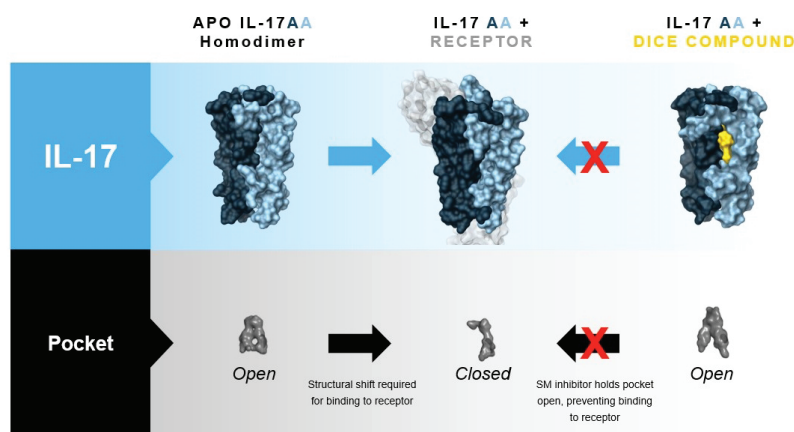 APO IL-17AA
Homodimer
IL-17 AA +
RECEPTOR
IL-17 AA +
DICE COMPOUND
IL-17
X
Pocket
Open
Structural shift required
for binding to receptor
Closed
X
SM inhibitor holds pocket
open, preventing binding
to receptor
Open